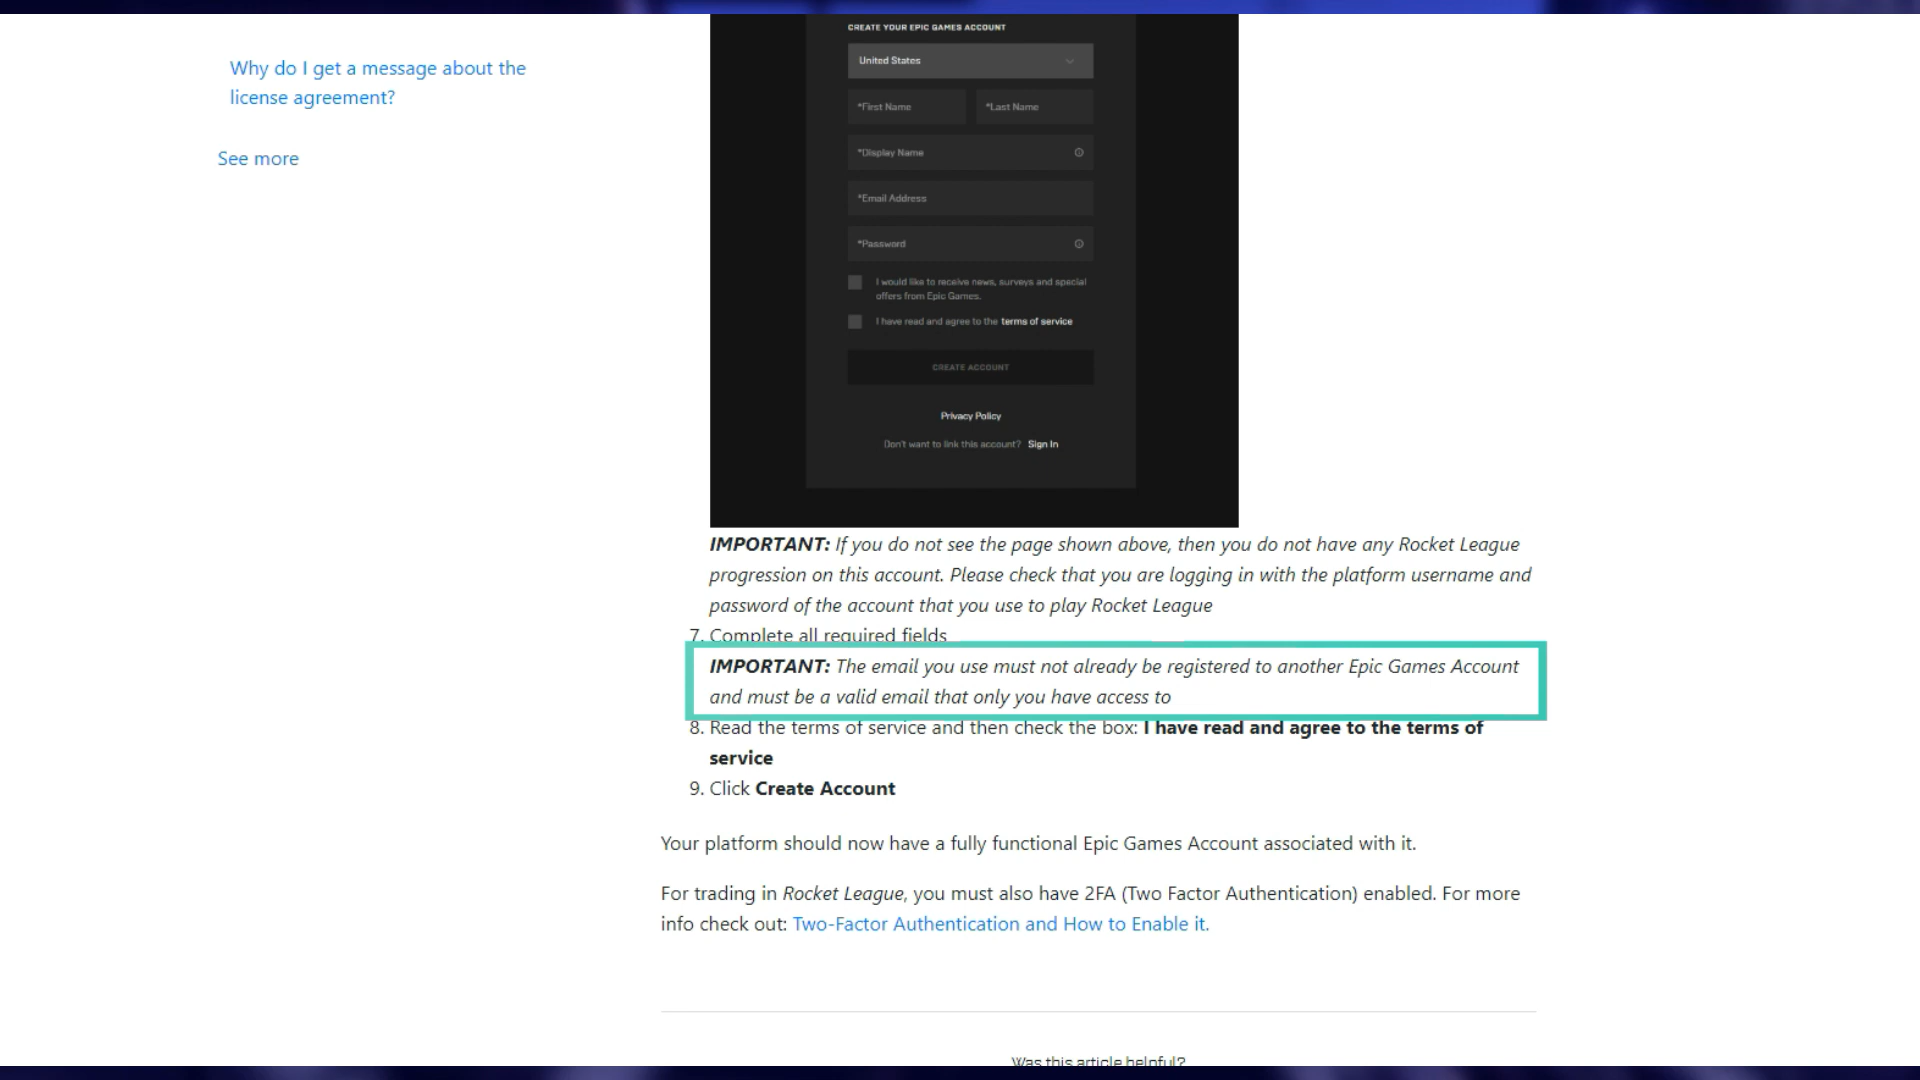 Why do I get a message about the
license agreement?
See more
CREATE YOUR EPIC GAMES ACCOUNT
United States
*First Name
*Last Name
*Display Name
*Email Address
*Password
I would like to receive news, surveys and special
offers from Epic Games.
I have read and agree to the terms of service
CREATE ACCOUNT
Privacy Policy
Don't want to link this account? Sign In
IMPORTANT: If you do not see the page shown above, then you do not have any Rocket League
progression on this account. Please check that you are logging in with the platform username and
password of the account that you use to play Rocket League
7. Complete all required fields
IMPORTANT: The email you use must not already be registered to another Epic Games Account
and must be a valid email that only you have access to
8. Read the terms of service and then check the box: I have read and agree to the terms of
service
9. Click Create Account
Your platform should now have a fully functional Epic Games Account associated with it.
For trading in Rocket League, you must also have 2FA (Two Factor Authentication) enabled. For more
info check out: Two-Factor Authentication and How to Enable it.
Was this article helpful?